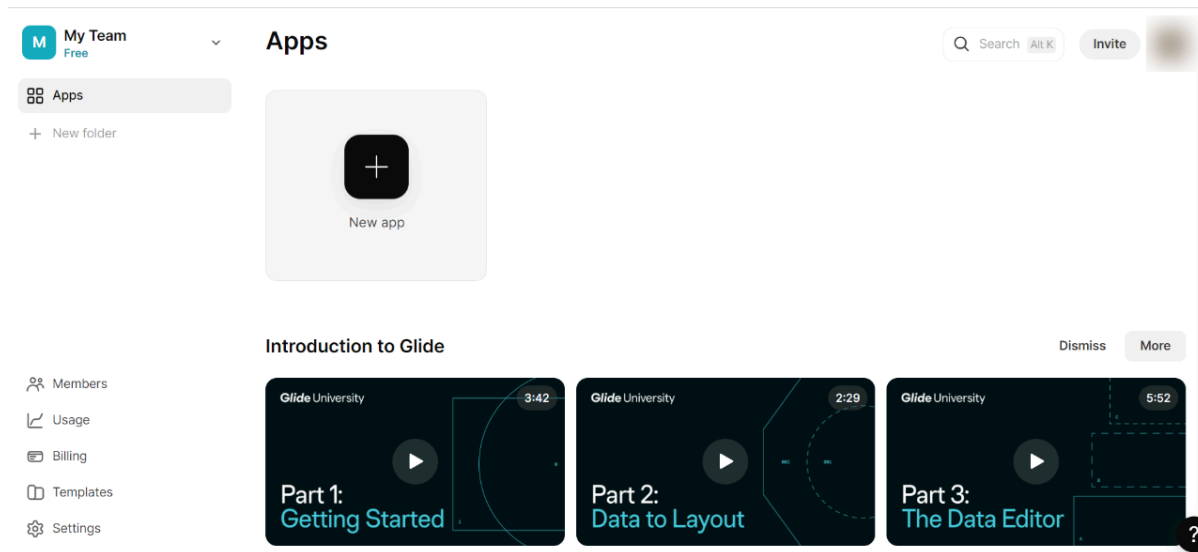 M
My Team
Free
Apps
New folder
Members
Usage
Billing
Templates
Settings
Apps
Search Alt K
Invite
New app
Introduction to Glide
Dismiss
More
Glide University
3:42
Part 1:
Getting Started
Glide University
2:29
Part 2:
Data to Layout
Glide University
5:52
Part 3:
The Data Editor
?